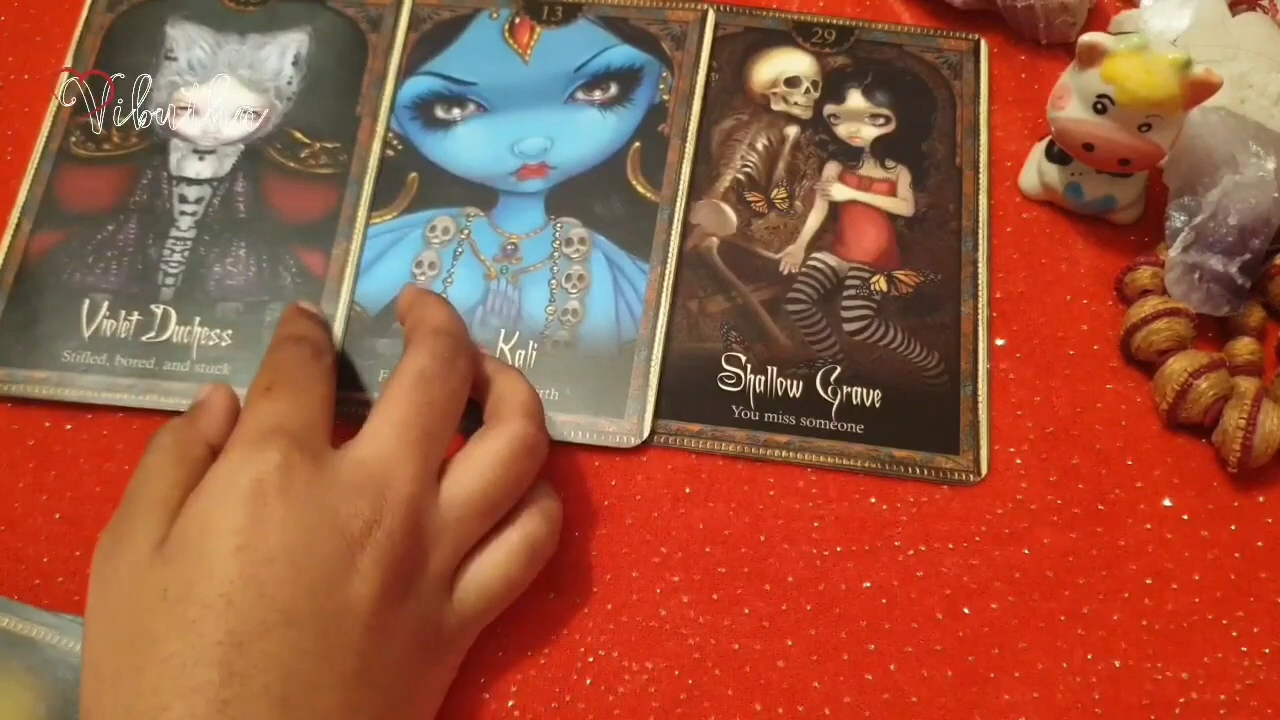 Vibutha
13
29
Violet Duchess
Stifled, bored, and stuck
Kali
Shallow Grave
You miss someone